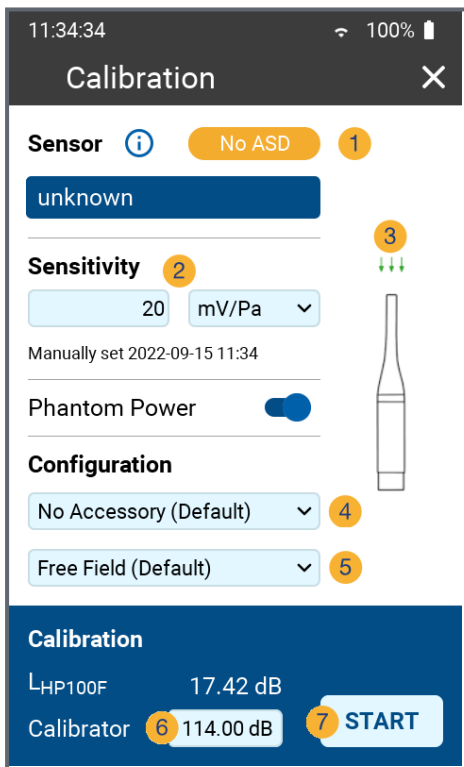 11:34:34 100%
Calibration
Sensor i No ASD 1
unknown
3
Sensitivity 2
20 mV/Pa
Manually set 2022-09-15 11:34
Phantom Power
Configuration
No Accessory (Default) 4
Free Field (Default) 5
Calibration
LHP100F 17.42 dB
Calibrator 6 114.00 dB 7 START